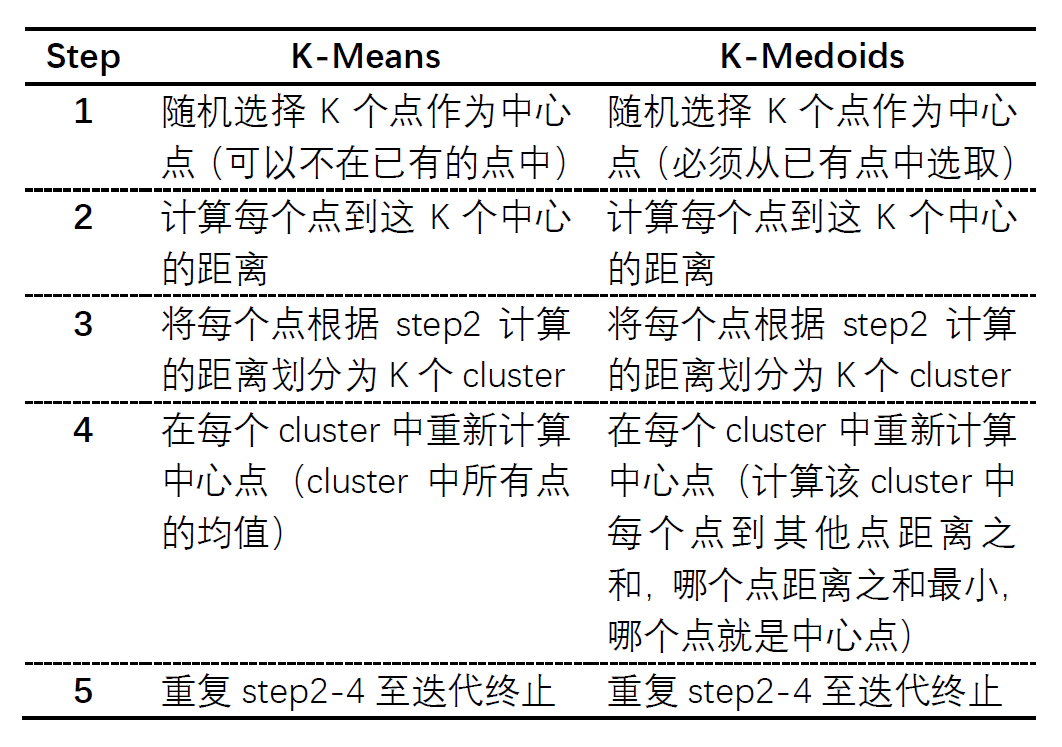 Step K-Means K-Medoids
1 随机选择 K 个点作为中心 随机选择 K 个点作为中心
点（可以不在已有的点中） 点（必须从已有点中选取）
2 计算每个点到这 K 个中心 计算每个点到这 K 个中心
的距离 的距离
3 将每个点根据 step2 计算 将每个点根据 step2 计算
的距离划分为 K 个 cluster 的距离划分为 K 个 cluster
4 在每个 cluster 中重新计算 在每个 cluster 中重新计算
中心点（cluster 中所有点 中心点（计算该 cluster 中
的均值） 每个点到其他点距离之
和，哪个点距离之和最小，
哪个点就是中心点）
5 重复 step2-4 至迭代终止 重复 step2-4 至迭代终止